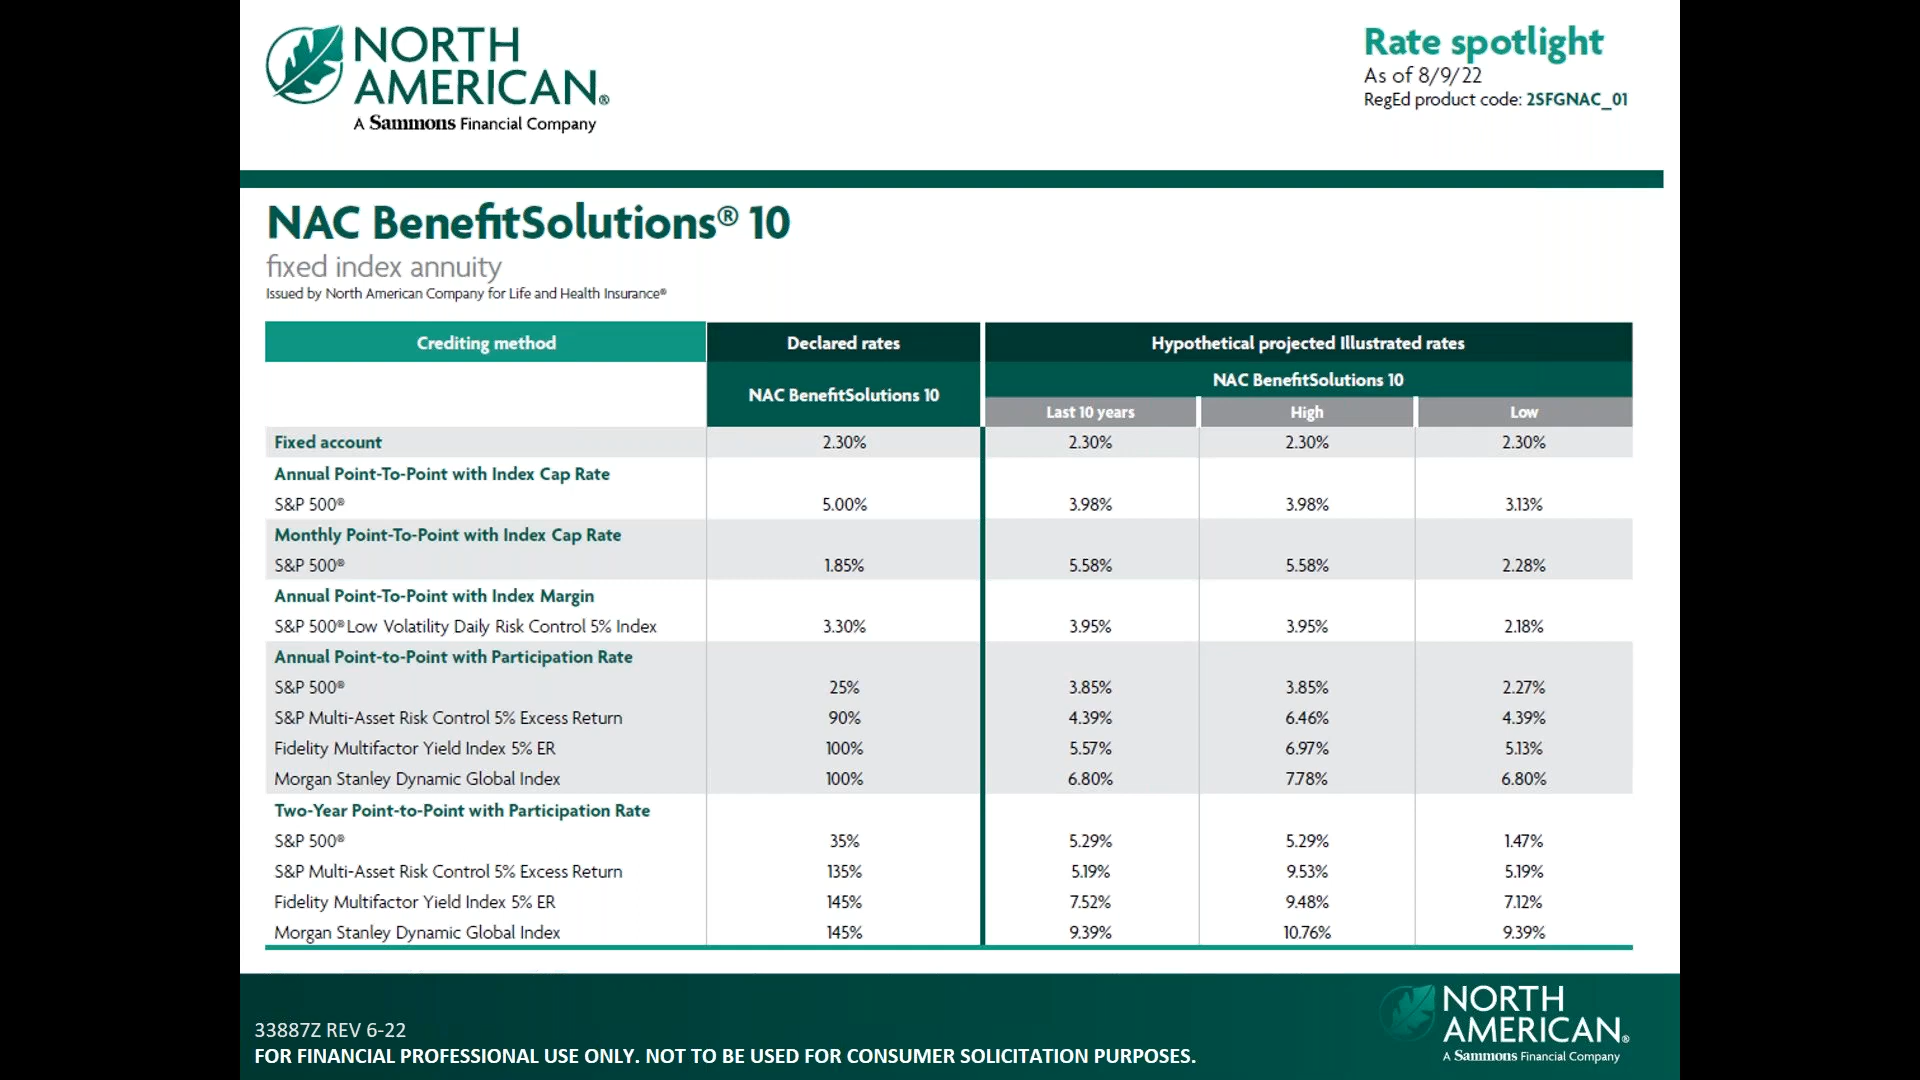 NORTH
AMERICAN®
A Sammons Financial Company
Rate spotlight
As of 8/9/22
RegEd product code: 2SFGNAC_01
NAC BenefitSolutions® 10
fixed index annuity
Issued by North American Company for Life and Health Insurance®
Crediting method Declared rates Hypothetical projected Illustrated rates
NAC BenefitSolutions 10 NAC BenefitSolutions 10
Last 10 years High Low
Fixed account 2.30% 2.30% 2.30% 2.30%
Annual Point-To-Point with Index Cap Rate
S&P 500® 5.00% 3.98% 3.98% 3.13%
Monthly Point-To-Point with Index Cap Rate
S&P 500® 1.85% 5.58% 5.58% 2.28%
Annual Point-To-Point with Index Margin
S&P 500® Low Volatility Daily Risk Control 5% Index 3.30% 3.95% 3.95% 2.18%
Annual Point-to-Point with Participation Rate
S&P 500® 25% 3.85% 3.85% 2.27%
S&P Multi-Asset Risk Control 5% Excess Return 90% 4.39% 6.46% 4.39%
Fidelity Multifactor Yield Index 5% ER 100% 5.57% 6.97% 5.13%
Morgan Stanley Dynamic Global Index 100% 6.80% 7.78% 6.80%
Two-Year Point-to-Point with Participation Rate
S&P 500® 35% 5.29% 5.29% 1.47%
S&P Multi-Asset Risk Control 5% Excess Return 135% 5.19% 9.53% 5.19%
Fidelity Multifactor Yield Index 5% ER 145% 7.52% 9.48% 7.12%
Morgan Stanley Dynamic Global Index 145% 9.39% 10.76% 9.39%
33887Z REV 6-22
FOR FINANCIAL PROFESSIONAL USE ONLY. NOT TO BE USED FOR CONSUMER SOLICITATION PURPOSES.
NORTH
AMERICAN®
A Sammons Financial Company